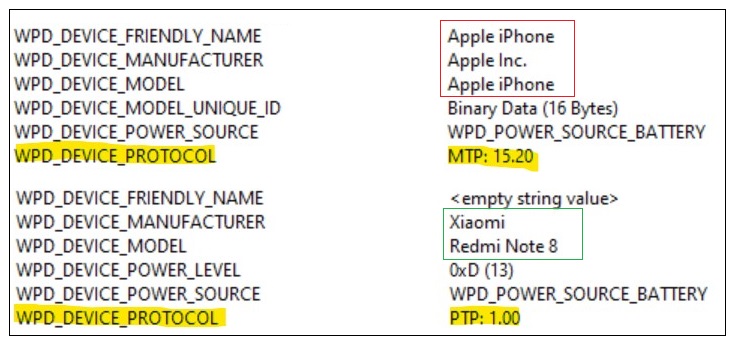 WPD_DEVICE_FRIENDLY_NAME Apple iPhone
WPD_DEVICE_MANUFACTURER Apple Inc.
WPD_DEVICE_MODEL Apple iPhone
WPD_DEVICE_MODEL_UNIQUE_ID Binary Data (16 Bytes)
WPD_DEVICE_POWER_SOURCE WPD_POWER_SOURCE_BATTERY
WPD_DEVICE_PROTOCOL MTP: 15.20
WPD_DEVICE_FRIENDLY_NAME <empty string value>
WPD_DEVICE_MANUFACTURER Xiaomi
WPD_DEVICE_MODEL Redmi Note 8
WPD_DEVICE_POWER_LEVEL 0xD (13)
WPD_DEVICE_POWER_SOURCE WPD_POWER_SOURCE_BATTERY
WPD_DEVICE_PROTOCOL PTP: 1.00